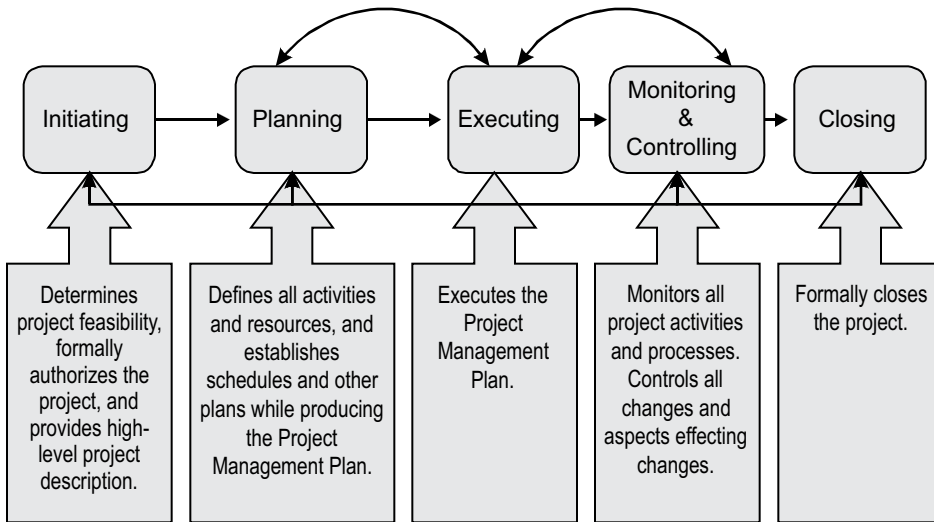 Initiating
Planning
Executing
Monitoring
&
Controlling
Closing
Determines
project feasibility,
formally
authorizes the
project, and
provides high-
level project
description.
Defines all activities
and resources, and
establishes
schedules and other
plans while producing
the Project
Management Plan.
Executes the
Project
Management
Plan.
Monitors all
project activities
and processes.
Controls all
changes and
aspects effecting
changes.
Formally closes
the project.